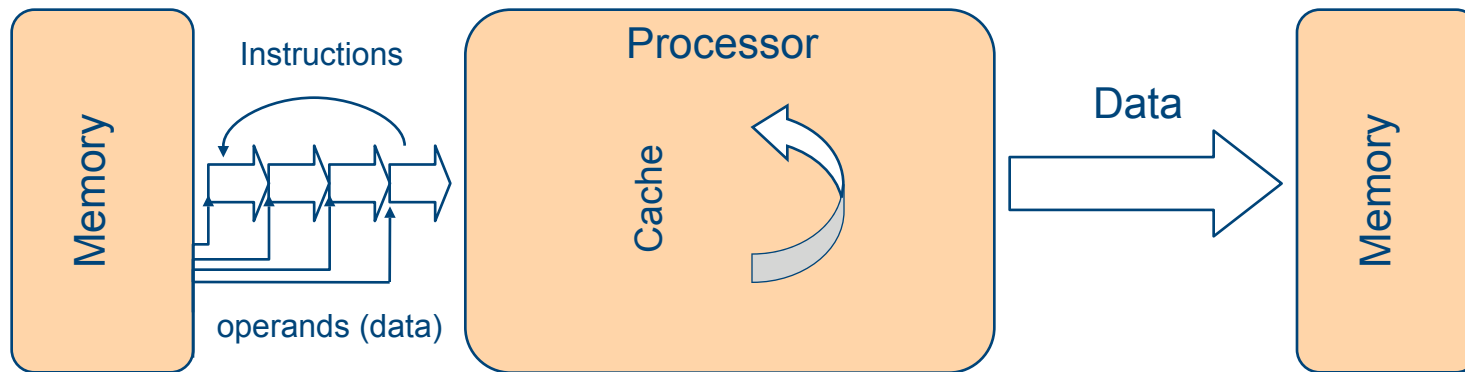 Memory
Instructions
operands (data)
Processor
Cache
Data
Memory